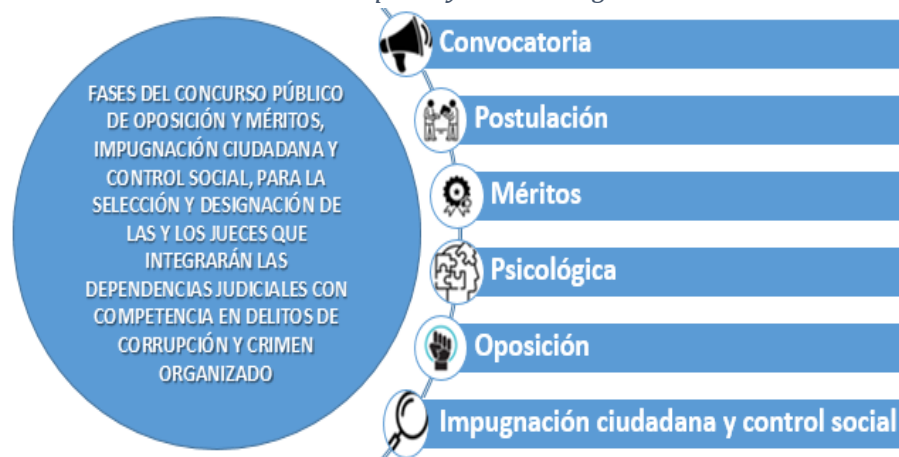 FASES DEL CONCURSO PÚBLICO
DE OPOSICIÓN Y MÉRITOS,
IMPUGNACIÓN CIUDADANA Y
CONTROL SOCIAL, PARA LA
SELECCIÓN Y DESIGNACIÓN DE
LAS Y LOS JUECES QUE
INTEGRARÁN LAS
DEPENDENCIAS JUDICIALES CON
COMPETENCIA EN DELITOS DE
CORRUPCIÓN Y CRIMEN
ORGANIZADO
Convocatoria
Postulación
Méritos
Psicológica
Oposición
Impugnación ciudadana y control social